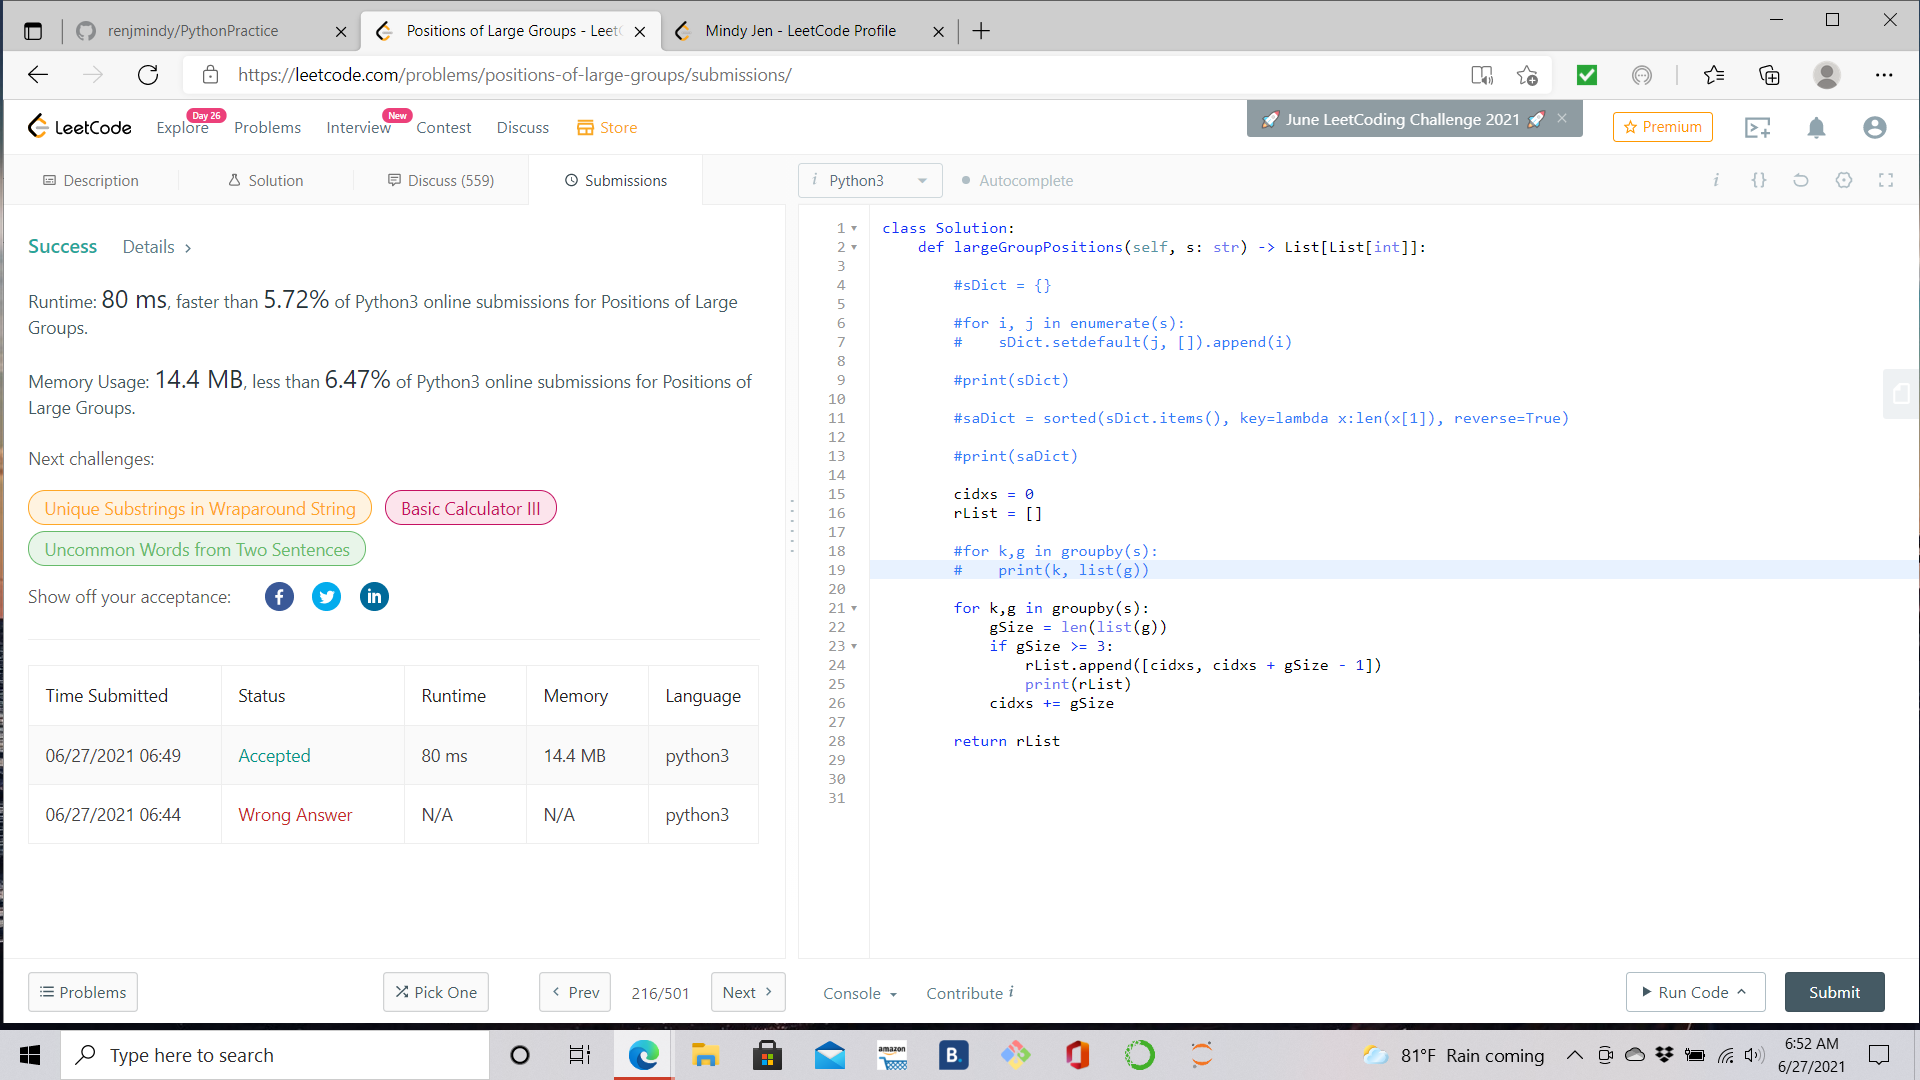 renjmindy/PythonPractice
Positions of Large Groups - LeetC
Mindy Jen - LeetCode Profile
https://leetcode.com/problems/positions-of-large-groups/submissions/
LeetCode
Explore
Day 26
Problems
Interview
New
Contest
Discuss
Store
🚀 June LeetCoding Challenge 2021 🚀 ×
Premium
Description
Solution
Discuss (559)
Submissions
i Python3
Autocomplete
i {}
Success
Details >
Runtime: 80 ms, faster than 5.72% of Python3 online submissions for Positions of Large
Groups.
Memory Usage: 14.4 MB, less than 6.47% of Python3 online submissions for Positions of
Large Groups.
Next challenges:
Unique Substrings in Wraparound String
Basic Calculator III
Uncommon Words from Two Sentences
Show off your acceptance:
Time Submitted Status Runtime Memory Language
06/27/2021 06:49 Accepted 80 ms 14.4 MB python3
06/27/2021 06:44 Wrong Answer N/A N/A python3
1 class Solution:
2     def largeGroupPositions(self, s: str) -> List[List[int]]:
3
4         #sDict = {}
5
6         #for i, j in enumerate(s):
7         #    sDict.setdefault(j, []).append(i)
8
9         #print(sDict)
10
11         #saDict = sorted(sDict.items(), key=lambda x:len(x[1]), reverse=True)
12
13         #print(saDict)
14
15         cidxs = 0
16         rList = []
17
18         #for k,g in groupby(s):
19         #    print(k, list(g))
20
21         for k,g in groupby(s):
22             gSize = len(list(g))
23             if gSize >= 3:
24                 rList.append([cidxs, cidxs + gSize - 1])
25                 print(rList)
26             cidxs += gSize
27
28         return rList
29
30
31
Problems
Pick One
< Prev
216/501
Next >
Console
Contribute i
Run Code
Submit
Type here to search
amazon
B.
81°F Rain coming
6:52 AM
6/27/2021